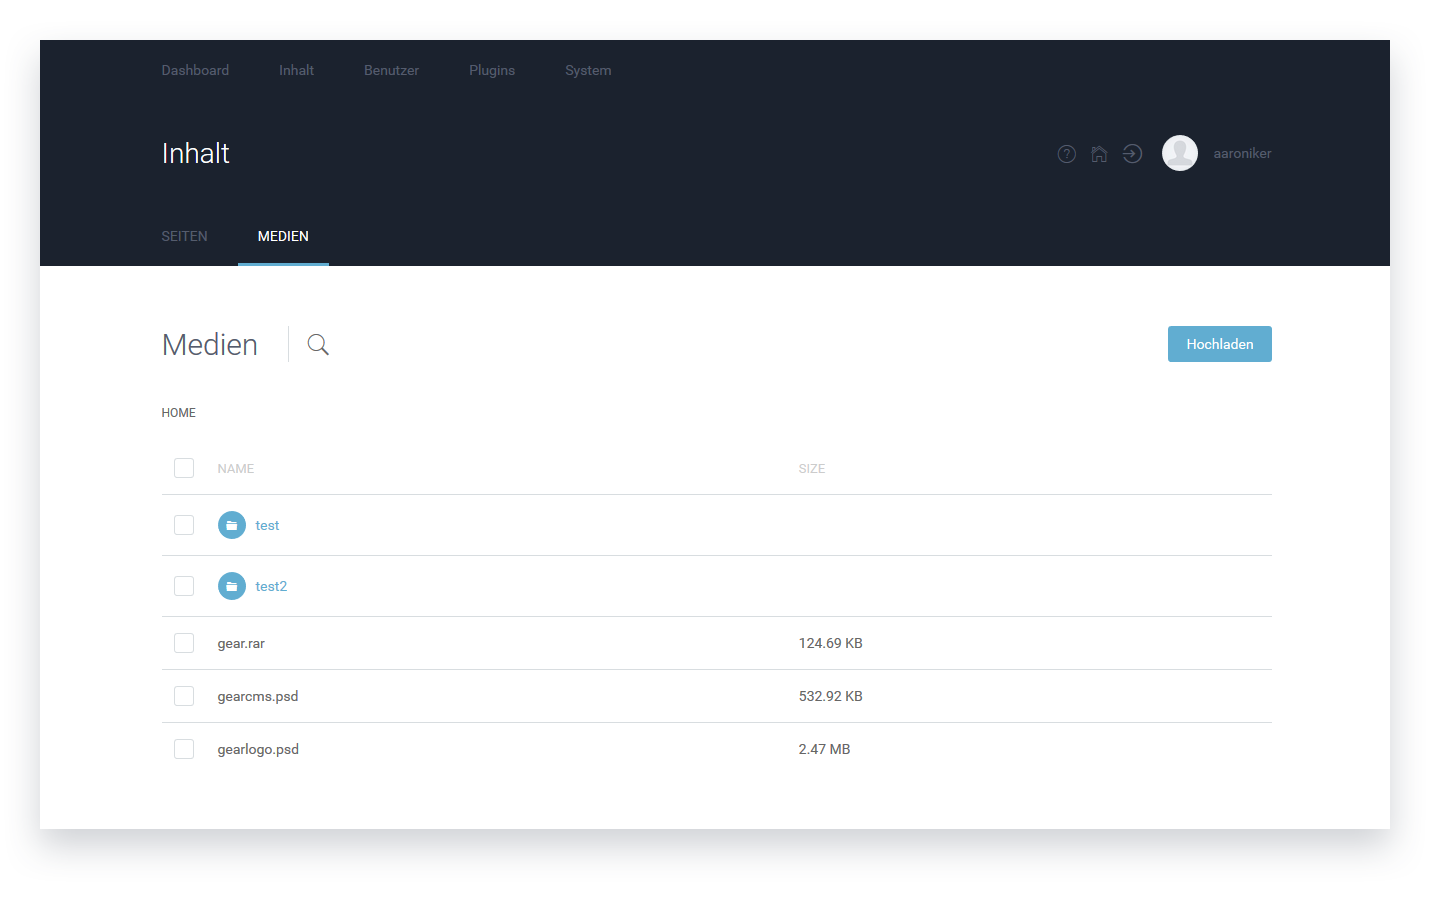 Dashboard Inhalt Benutzer Plugins System
Inhalt
aaroniker
SEITEN MEDIEN
Medien
Hochladen
HOME
NAME SIZE
test
test2
gear.rar 124.69 KB
gearcms.psd 532.92 KB
gearlogo.psd 2.47 MB